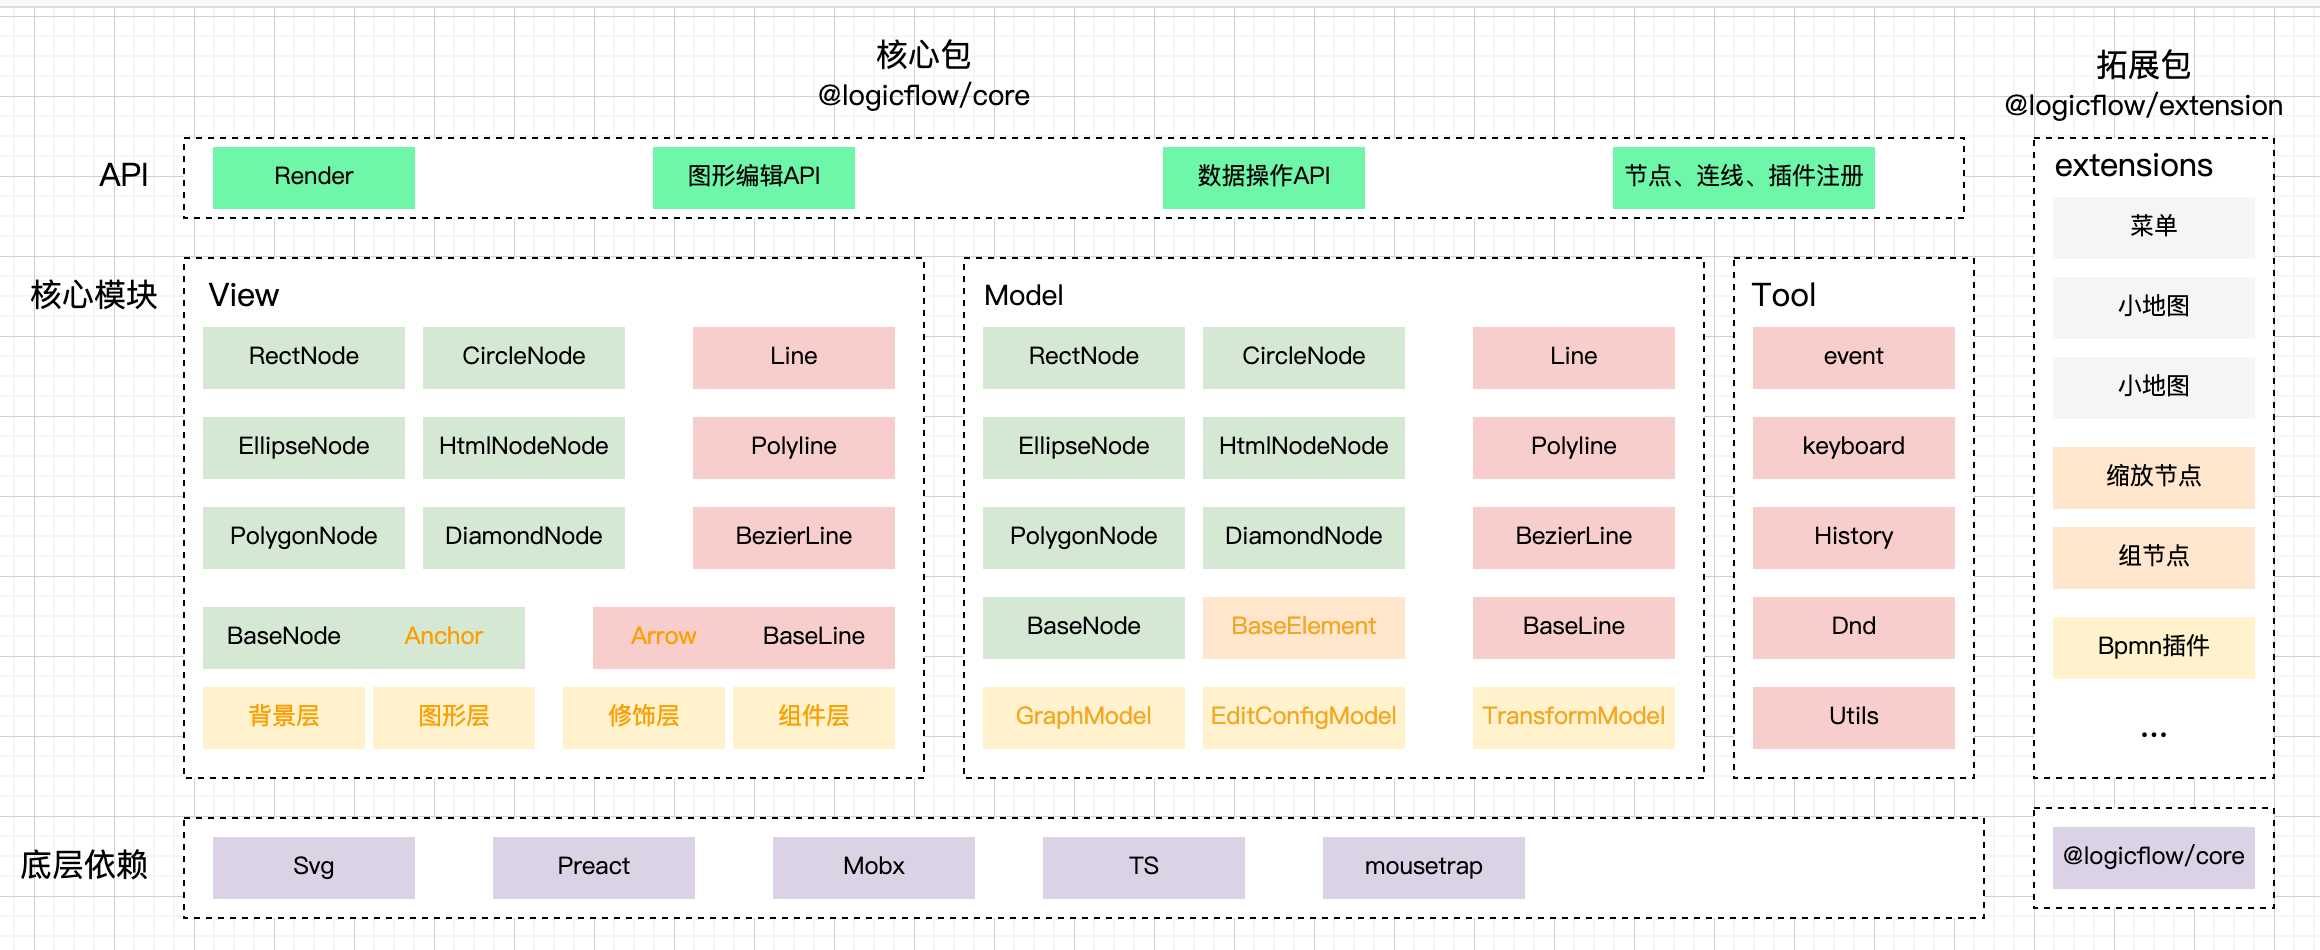 核心包
@logicflow/core
API
Render
图形编辑API
数据操作API
节点、连线、插件注册
核心模块
View
RectNode
CircleNode
Line
EllipseNode
HtmlNodeNode
Polyline
PolygonNode
DiamondNode
BezierLine
BaseNode
Anchor
Arrow
BaseLine
背景层
图形层
修饰层
组件层
Model
RectNode
CircleNode
Line
EllipseNode
HtmlNodeNode
Polyline
PolygonNode
DiamondNode
BezierLine
BaseNode
BaseElement
BaseLine
GraphModel
EditConfigModel
TransformModel
Tool
event
keyboard
History
Dnd
Utils
底层依赖
Svg
Preact
Mobx
TS
mousetrap
拓展包
@logicflow/extension
extensions
菜单
小地图
小地图
缩放节点
组节点
Bpmn插件
...
@logicflow/core